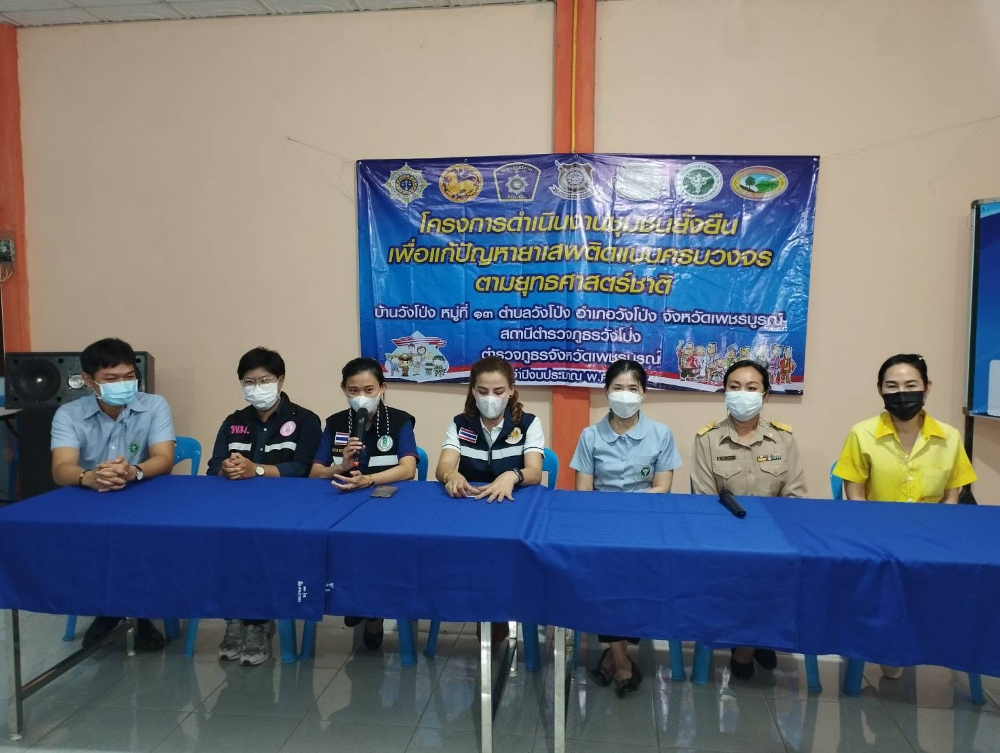 POLICE
โครงการดำเนินงานชุมชนยั่งยืน
เพื่อแก้ปัญหายาเสพติดแบบครบวงจร
ตามยุทธศาสตร์ชาติ
บ้านวังโป่ง หมู่ที่ ๑๓ ตำบลวังโป่ง อำเภอวังโป่ง จังหวัดเพชรบูรณ์
สถานีตำรวจภูธรวังโป่ง
ตำรวจภูธรจังหวัดเพชรบูรณ์
ปีงบประมาณ
พม.